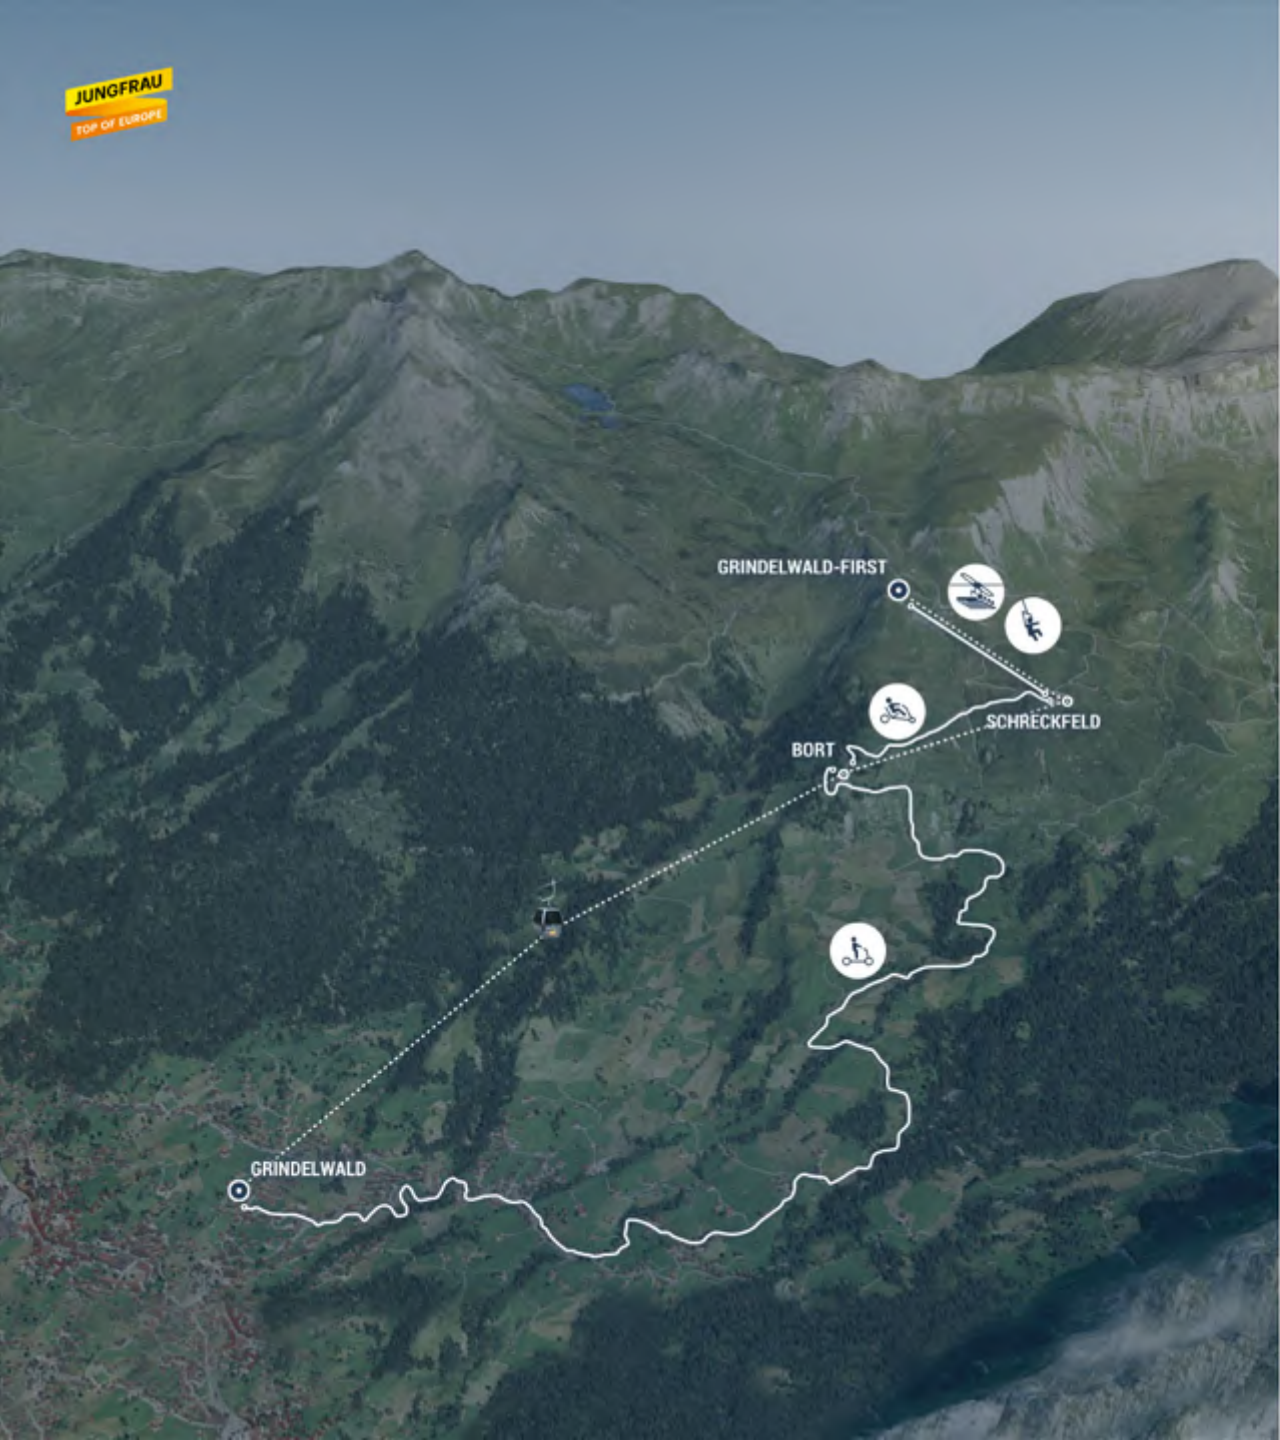 JUNGFRAU
TOP OF EUROPE
GRINDELWALD-FIRST
SCHRECKFELD
BORT
GRINDELWALD